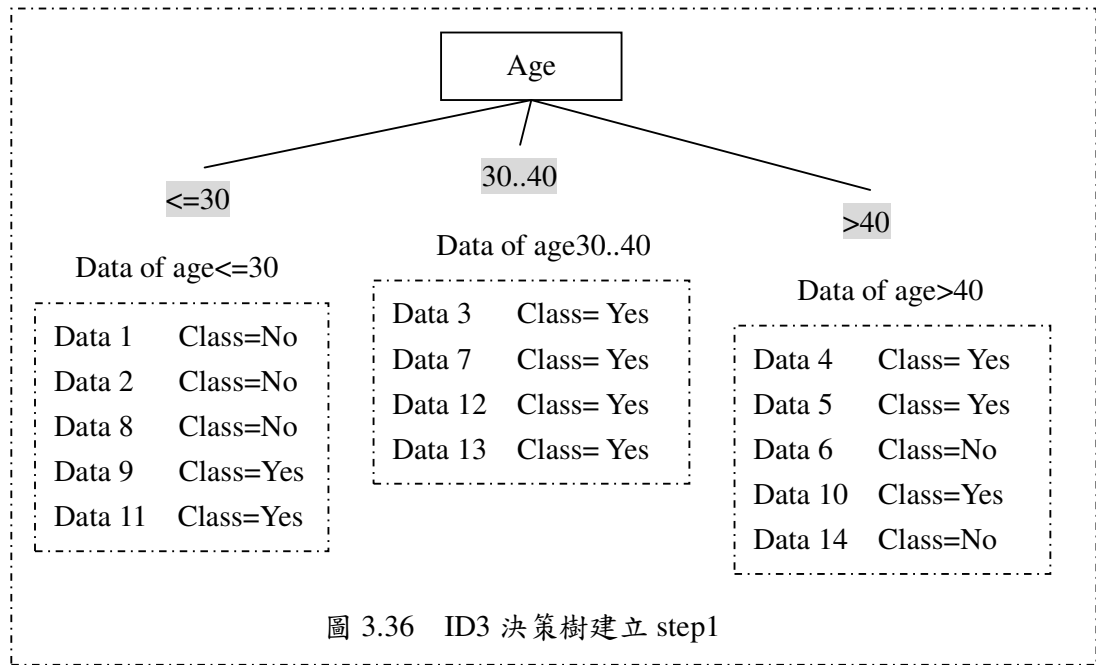 Age
<=30
30..40
>40
Data of age<=30
Data 1 Class=No
Data 2 Class=No
Data 8 Class=No
Data 9 Class=Yes
Data 11 Class=Yes
Data of age30..40
Data 3 Class= Yes
Data 7 Class= Yes
Data 12 Class= Yes
Data 13 Class= Yes
Data of age>40
Data 4 Class= Yes
Data 5 Class= Yes
Data 6 Class=No
Data 10 Class=Yes
Data 14 Class=No
圖 3.36 ID3 決策樹建立 step1